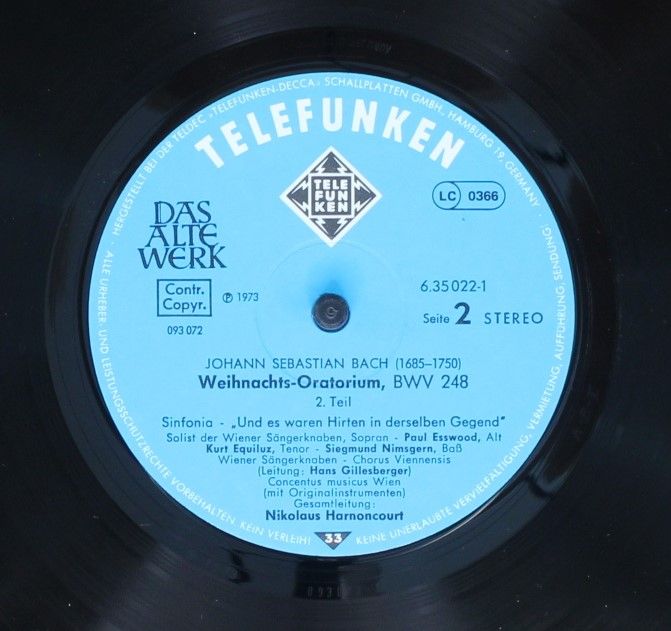 HERGESTELLT BEI DER TELDEC »TELEFUNKEN-DECCA« SCHALLPLATTEN GMBH, HAMBURG 19, GERMANY ·
TELEFUNKEN
TELE
FUN
KEN
LC 0366
DAS
ALTE
WERK
Contr.
Copyr.
℗ 1973
093 072
6.35022-1
Seite 2 STEREO
JOHANN SEBASTIAN BACH (1685–1750)
Weihnachts-Oratorium, BWV 248
2. Teil
Sinfonia - „Und es waren Hirten in derselben Gegend"
Solist der Wiener Sängerknaben, Sopran - Paul Esswood, Alt
Kurt Equiluz, Tenor - Siegmund Nimsgern, Baß
Wiener Sängerknaben - Chorus Viennensis
(Leitung: Hans Gillesberger)
Concentus musicus Wien
(mit Originalinstrumenten)
Gesamtleitung:
Nikolaus Harnoncourt
33
· ALLE URHEBER- UND LEISTUNGSSCHUTZRECHTE VORBEHALTEN. KEIN VERLEIH! KEINE UNERLAUBTE VERVIELFÄLTIGUNG, VERMIETUNG, AUFFÜHRUNG, SENDUNG!